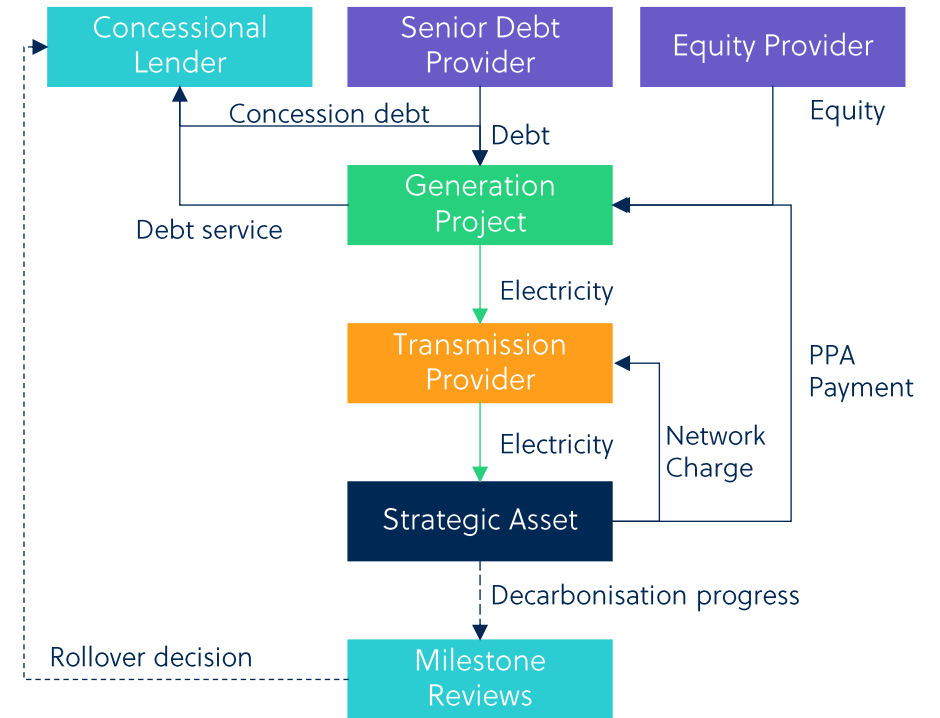 Concessional
Lender
Senior Debt
Provider
Equity Provider
Concession debt
Equity
Debt
Generation
Project
Debt service
Electricity
Transmission
Provider
PPA
Payment
Electricity
Network
Charge
Strategic Asset
Decarbonisation progress
Rollover decision
Milestone
Reviews